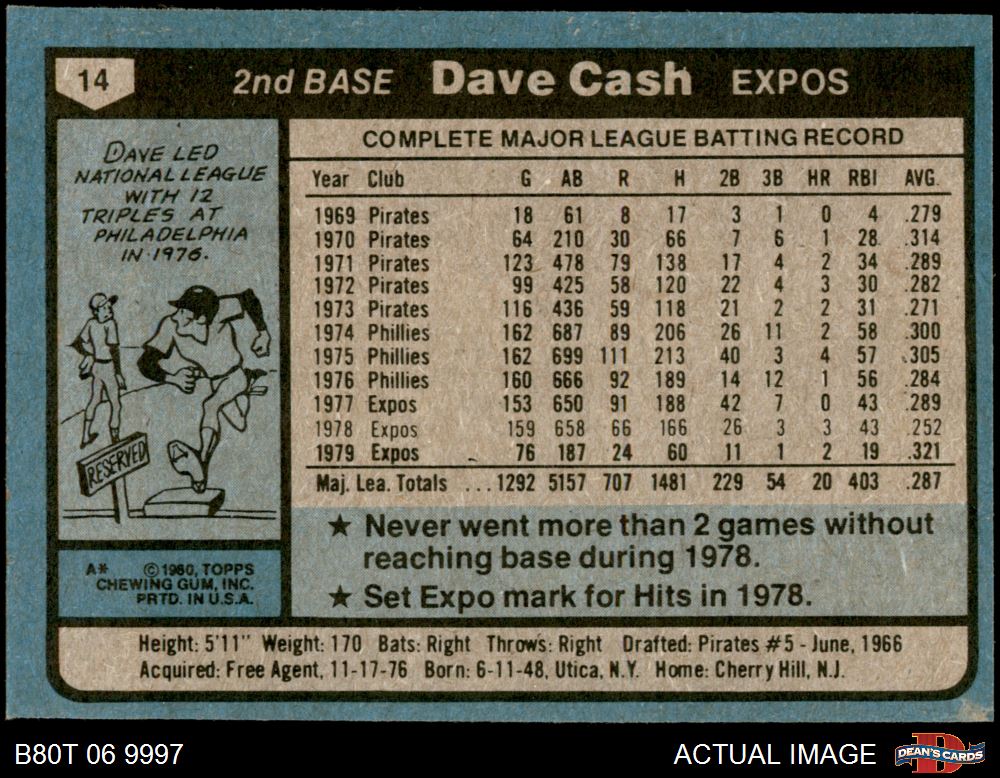 14 2nd BASE Dave Cash EXPOS
DAVE LED
NATIONAL LEAGUE
WITH 12
TRIPLES AT
PHILADELPHIA
IN 1976.
RESERVED
A* © 1980, TOPPS
CHEWING GUM, INC.
PRTD. IN U.S.A.
COMPLETE MAJOR LEAGUE BATTING RECORD
Year Club G AB R H 2B 3B HR RBI AVG.
1969 Pirates 18 61 8 17 3 1 0 4 .279
1970 Pirates 64 210 30 66 7 6 1 28 .314
1971 Pirates 123 478 79 138 17 4 2 34 .289
1972 Pirates 99 425 58 120 22 4 3 30 .282
1973 Pirates 116 436 59 118 21 2 2 31 .271
1974 Phillies 162 687 89 206 26 11 2 58 .300
1975 Phillies 162 699 111 213 40 3 4 57 .305
1976 Phillies 160 666 92 189 14 12 1 56 .284
1977 Expos 153 650 91 188 42 7 0 43 .289
1978 Expos 159 658 66 166 26 3 3 43 .252
1979 Expos 76 187 24 60 11 1 2 19 .321
Maj. Lea. Totals ...1292 5157 707 1481 229 54 20 403 .287
★ Never went more than 2 games without
reaching base during 1978.
★ Set Expo mark for Hits in 1978.
Height: 5'11" Weight: 170 Bats: Right Throws: Right Drafted: Pirates #5 - June, 1966
Acquired: Free Agent, 11-17-76 Born: 6-11-48, Utica, N.Y. Home: Cherry Hill, N.J.
B80T 06 9997 ACTUAL IMAGE DEAN'S CARDS